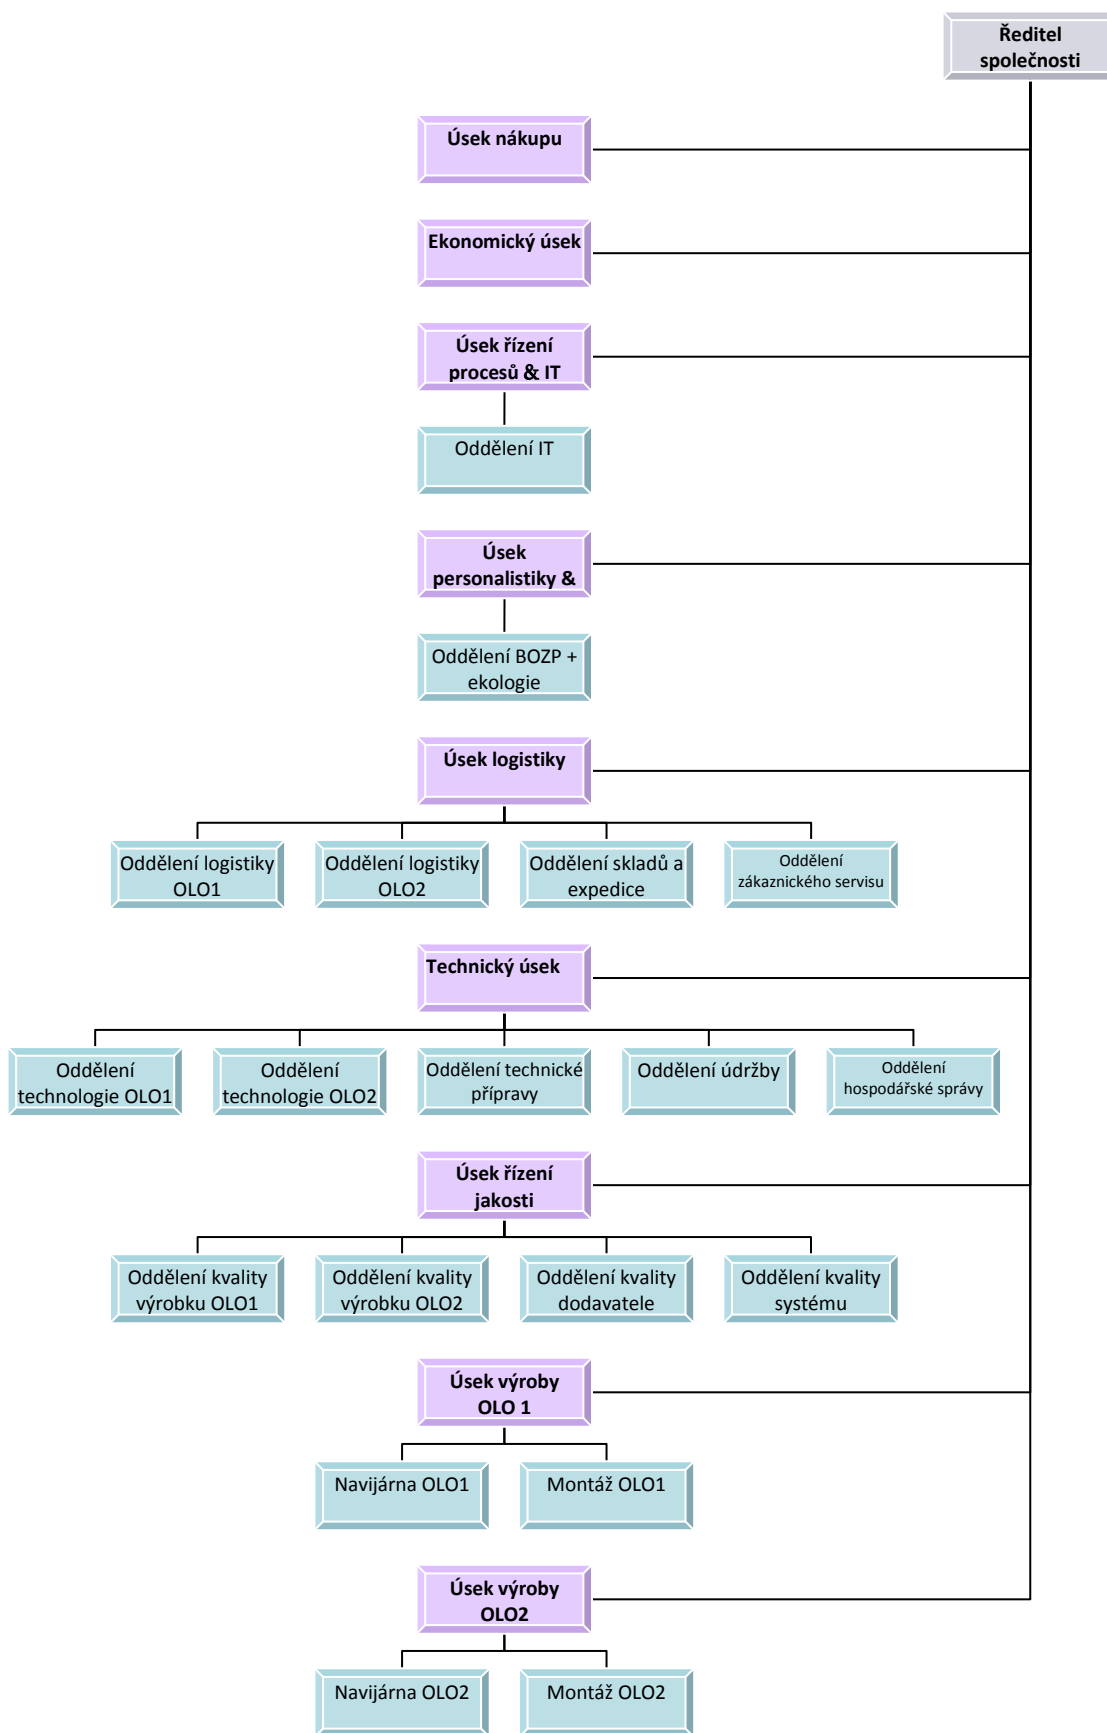 Ředitel
společnosti
Úsek nákupu
Ekonomický úsek
Úsek řízení
procesů & IT
Oddělení IT
Úsek
personalistiky &
Oddělení BOZP +
ekologie
Úsek logistiky
Oddělení logistiky
OLO1
Oddělení logistiky
OLO2
Oddělení skladů a
expedice
Oddělení
zákaznického servisu
Technický úsek
Oddělení
technologie OLO1
Oddělení
technologie OLO2
Oddělení technické
přípravy
Oddělení údržby
Oddělení
hospodářské správy
Úsek řízení
jakosti
Oddělení kvality
výrobku OLO1
Oddělení kvality
výrobku OLO2
Oddělení kvality
dodavatele
Oddělení kvality
systému
Úsek výroby
OLO 1
Navijárna OLO1
Montáž OLO1
Úsek výroby
OLO2
Navijárna OLO2
Montáž OLO2